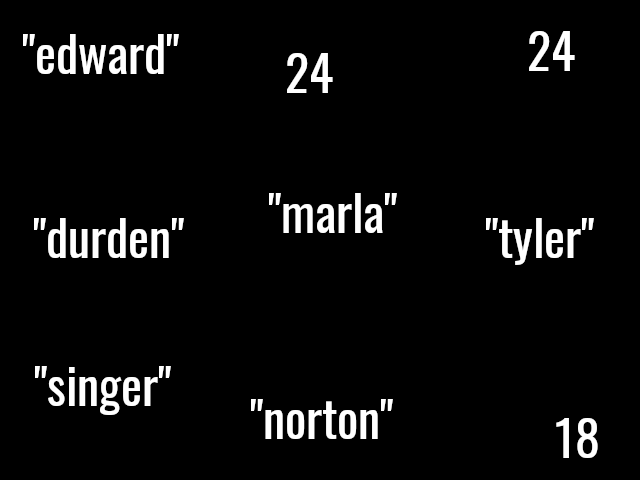 "edward" 24 24
"durden" "marla" "tyler"
"singer" "norton" 18